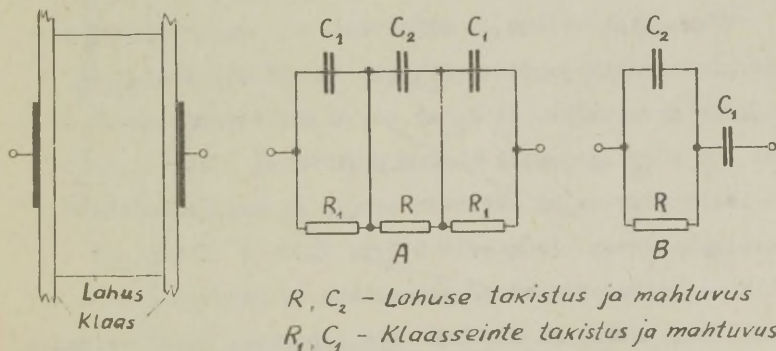 C₁ C₂ C₁
R₁ R R₁
A
C₂
C₁
R
B
Lahus
Klaas
R, C₂ - Lahuse takistus ja mahtuvus
R₁, C₁ - Klaasseinte takistus ja mahtuvus